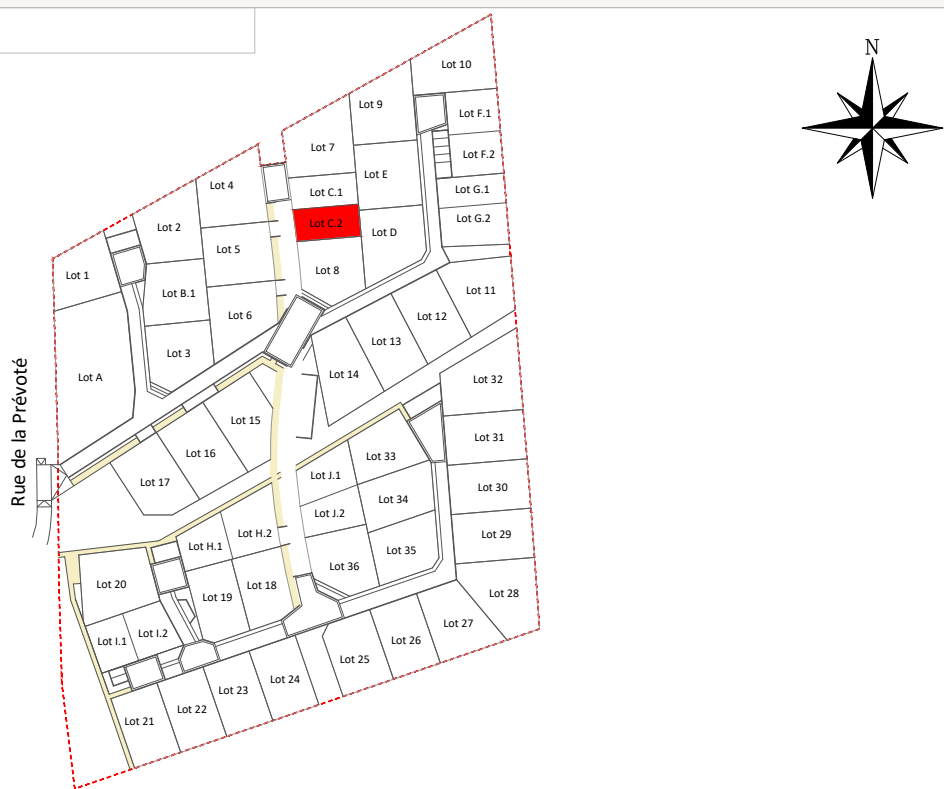 N
Lot 10
Lot 9
Lot F.1
Lot 7
Lot F.2
Lot E
Lot 4
Lot C.1
Lot G.1
Lot G.2
Lot C.2
Lot D
Lot 2
Lot 5
Lot 1
Lot 8
Lot B.1
Lot 11
Lot 6
Lot 12
Lot 13
Lot 3
Lot 14
Lot A
Lot 32
Rue de la Prévoté
Lot 15
Lot 31
Lot 16
Lot 33
Lot J.1
Lot 17
Lot 30
Lot 34
Lot J.2
Lot H.2
Lot 29
Lot H.1
Lot 35
Lot 36
Lot 20
Lot 18
Lot 19
Lot 28
Lot 27
Lot I.2
Lot I.1
Lot 26
Lot 25
Lot 24
Lot 23
Lot 22
Lot 21